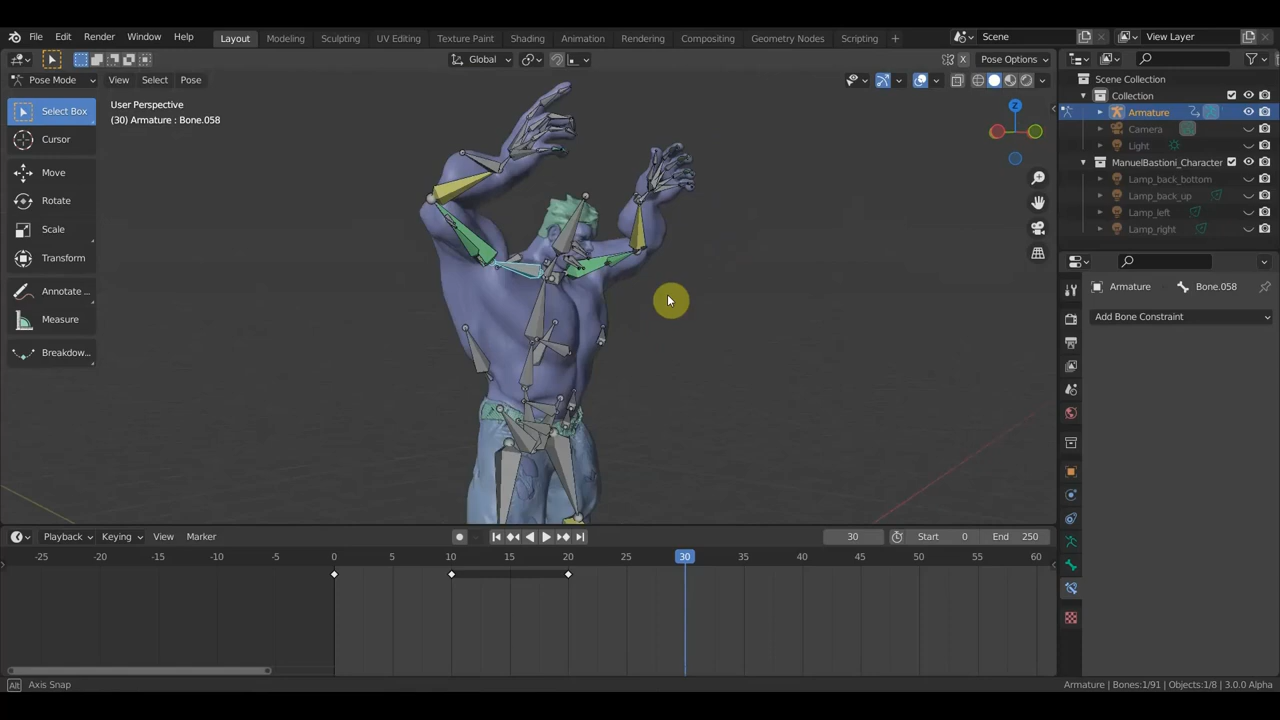 File Edit Render Window Help Layout Modeling Sculpting UV Editing Texture Paint Shading Animation Rendering Compositing Geometry Nodes Scripting + Scene View Layer
Global Pose Options
X
Pose Mode View Select Pose
Scene Collection
Collection
Armature
Camera
Light
ManuelBastioni_Character
Lamp_back_bottom
Lamp_back_up
Lamp_left
Lamp_right
Select Box
Cursor
Move
Rotate
Scale
Transform
Annotate ...
Measure
Breakdow...
User Perspective
(30) Armature : Bone.058
Z
Armature Bone.058
Add Bone Constraint
Playback Keying View Marker 30 Start 0 End 250
-25 -20 -15 -10 -5 0 5 10 15 20 25 30 35 40 45 50 55 60
Alt Axis Snap Armature | Bones:1/91 | Objects:1/8 | 3.0.0 Alpha